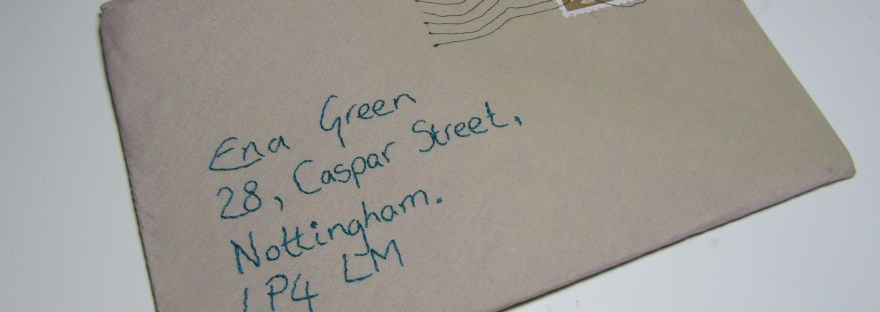 Ena Green
28, Caspar Street,
Nottingham.
LP4 LM